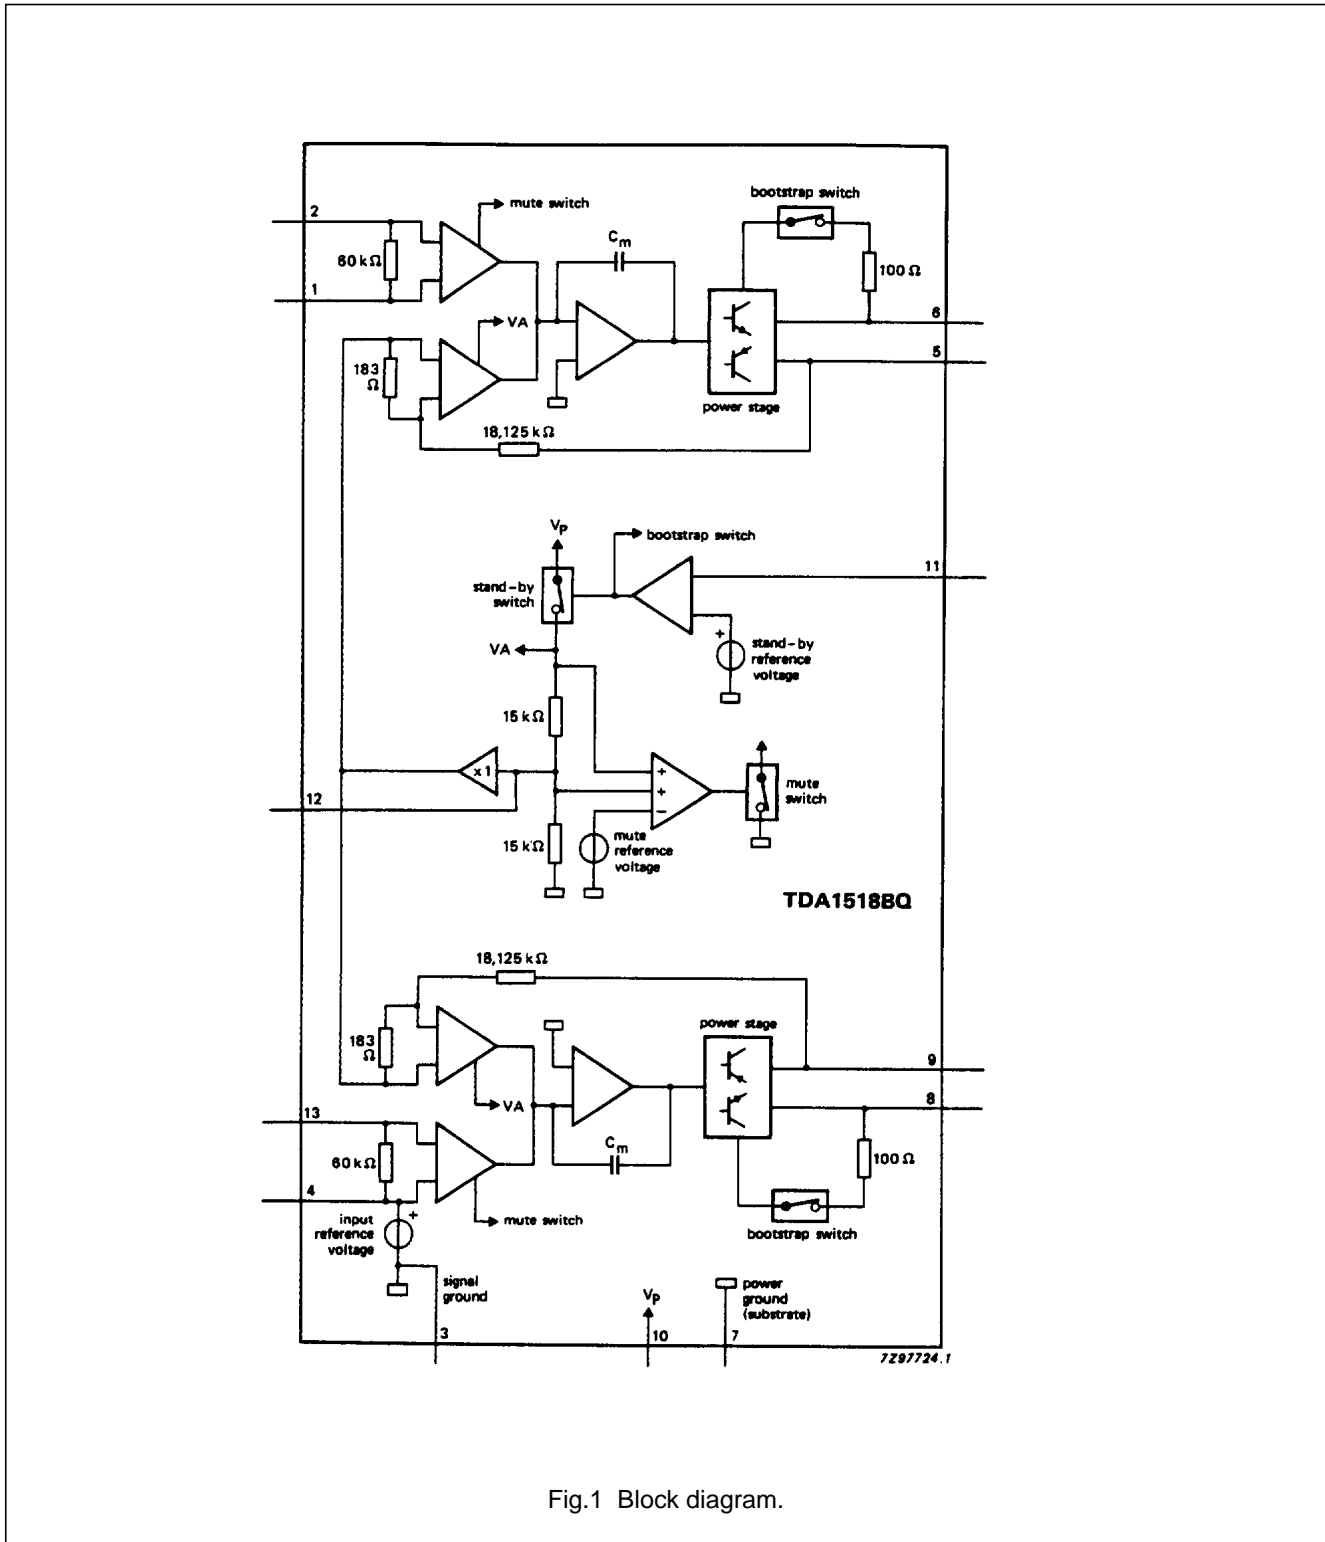 bootstrap switch
2
mute switch
60 kΩ
Cm
100 Ω
1
VA
6
5
183
Ω
power stage
18,125 kΩ
VP
bootstrap switch
11
stand-by
switch
+
VA
stand-by
reference
voltage
15 kΩ
x1
+
+
−
mute
switch
12
15 kΩ
mute
reference
voltage
TDA1518BQ
18,125 kΩ
power stage
183
Ω
9
VA
8
13
Cm
60 kΩ
100 Ω
4
input
reference
voltage
+
mute switch
bootstrap switch
signal
ground
VP
power
ground
(substrate)
3
10
7
7Z97724.1
Fig.1 Block diagram.